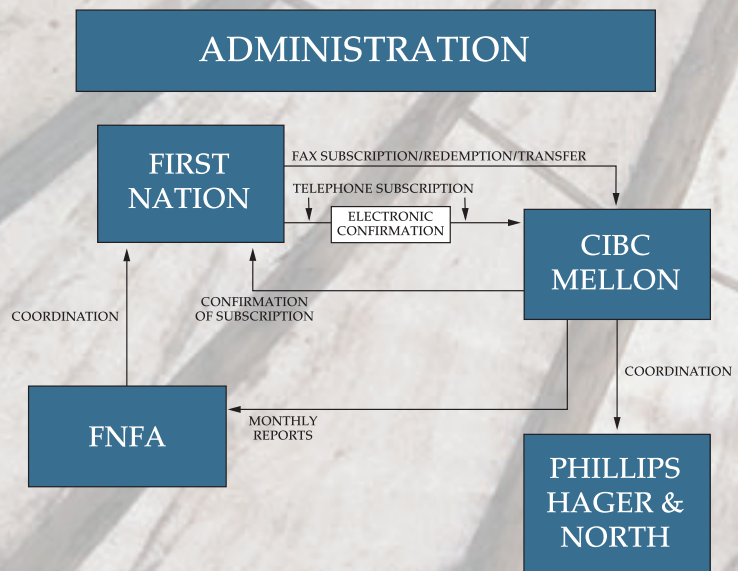 ADMINISTRATION
FIRST
NATION
FAX SUBSCRIPTION/REDEMPTION/TRANSFER
TELEPHONE SUBSCRIPTION
ELECTRONIC
CONFIRMATION
CIBC
MELLON
CONFIRMATION
OF SUBSCRIPTION
COORDINATION
COORDINATION
FNFA
MONTHLY
REPORTS
PHILLIPS
HAGER &
NORTH